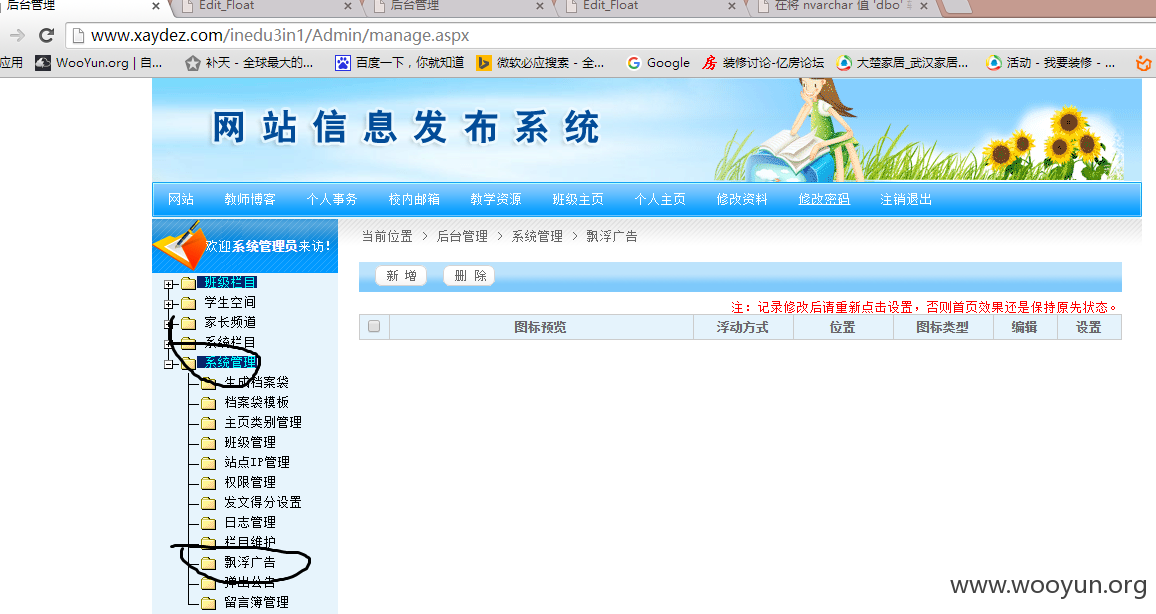 后台管理 Edit_Float 后台管理 Edit_Float 在将 nvarchar 值 'dbo'
www.xaydez.com/inedu3in1/Admin/manage.aspx
应用 WooYun.org | 自... 补天 - 全球最大的... 百度一下，你就知道 微软必应搜索 - 全... Google 装修讨论-亿房论坛 大楚家居_武汉家居... 活动 - 我要装修 - ...
网站信息发布系统
网站 教师博客 个人事务 校内邮箱 教学资源 班级主页 个人主页 修改资料 修改密码 注销退出
欢迎系统管理员来访！
当前位置 > 后台管理 > 系统管理 > 飘浮广告
新 增 删 除
注：记录修改后请重新点击设置，否则首页效果还是保持原先状态。
图标预览 浮动方式 位置 图标类型 编辑 设置
班级栏目
学生空间
家长频道
系统栏目
系统管理
生成档案袋
档案袋模板
主页类别管理
班级管理
站点IP管理
权限管理
发文得分设置
日志管理
栏目维护
飘浮广告
弹出公告
留言簿管理
www.wooyun.org